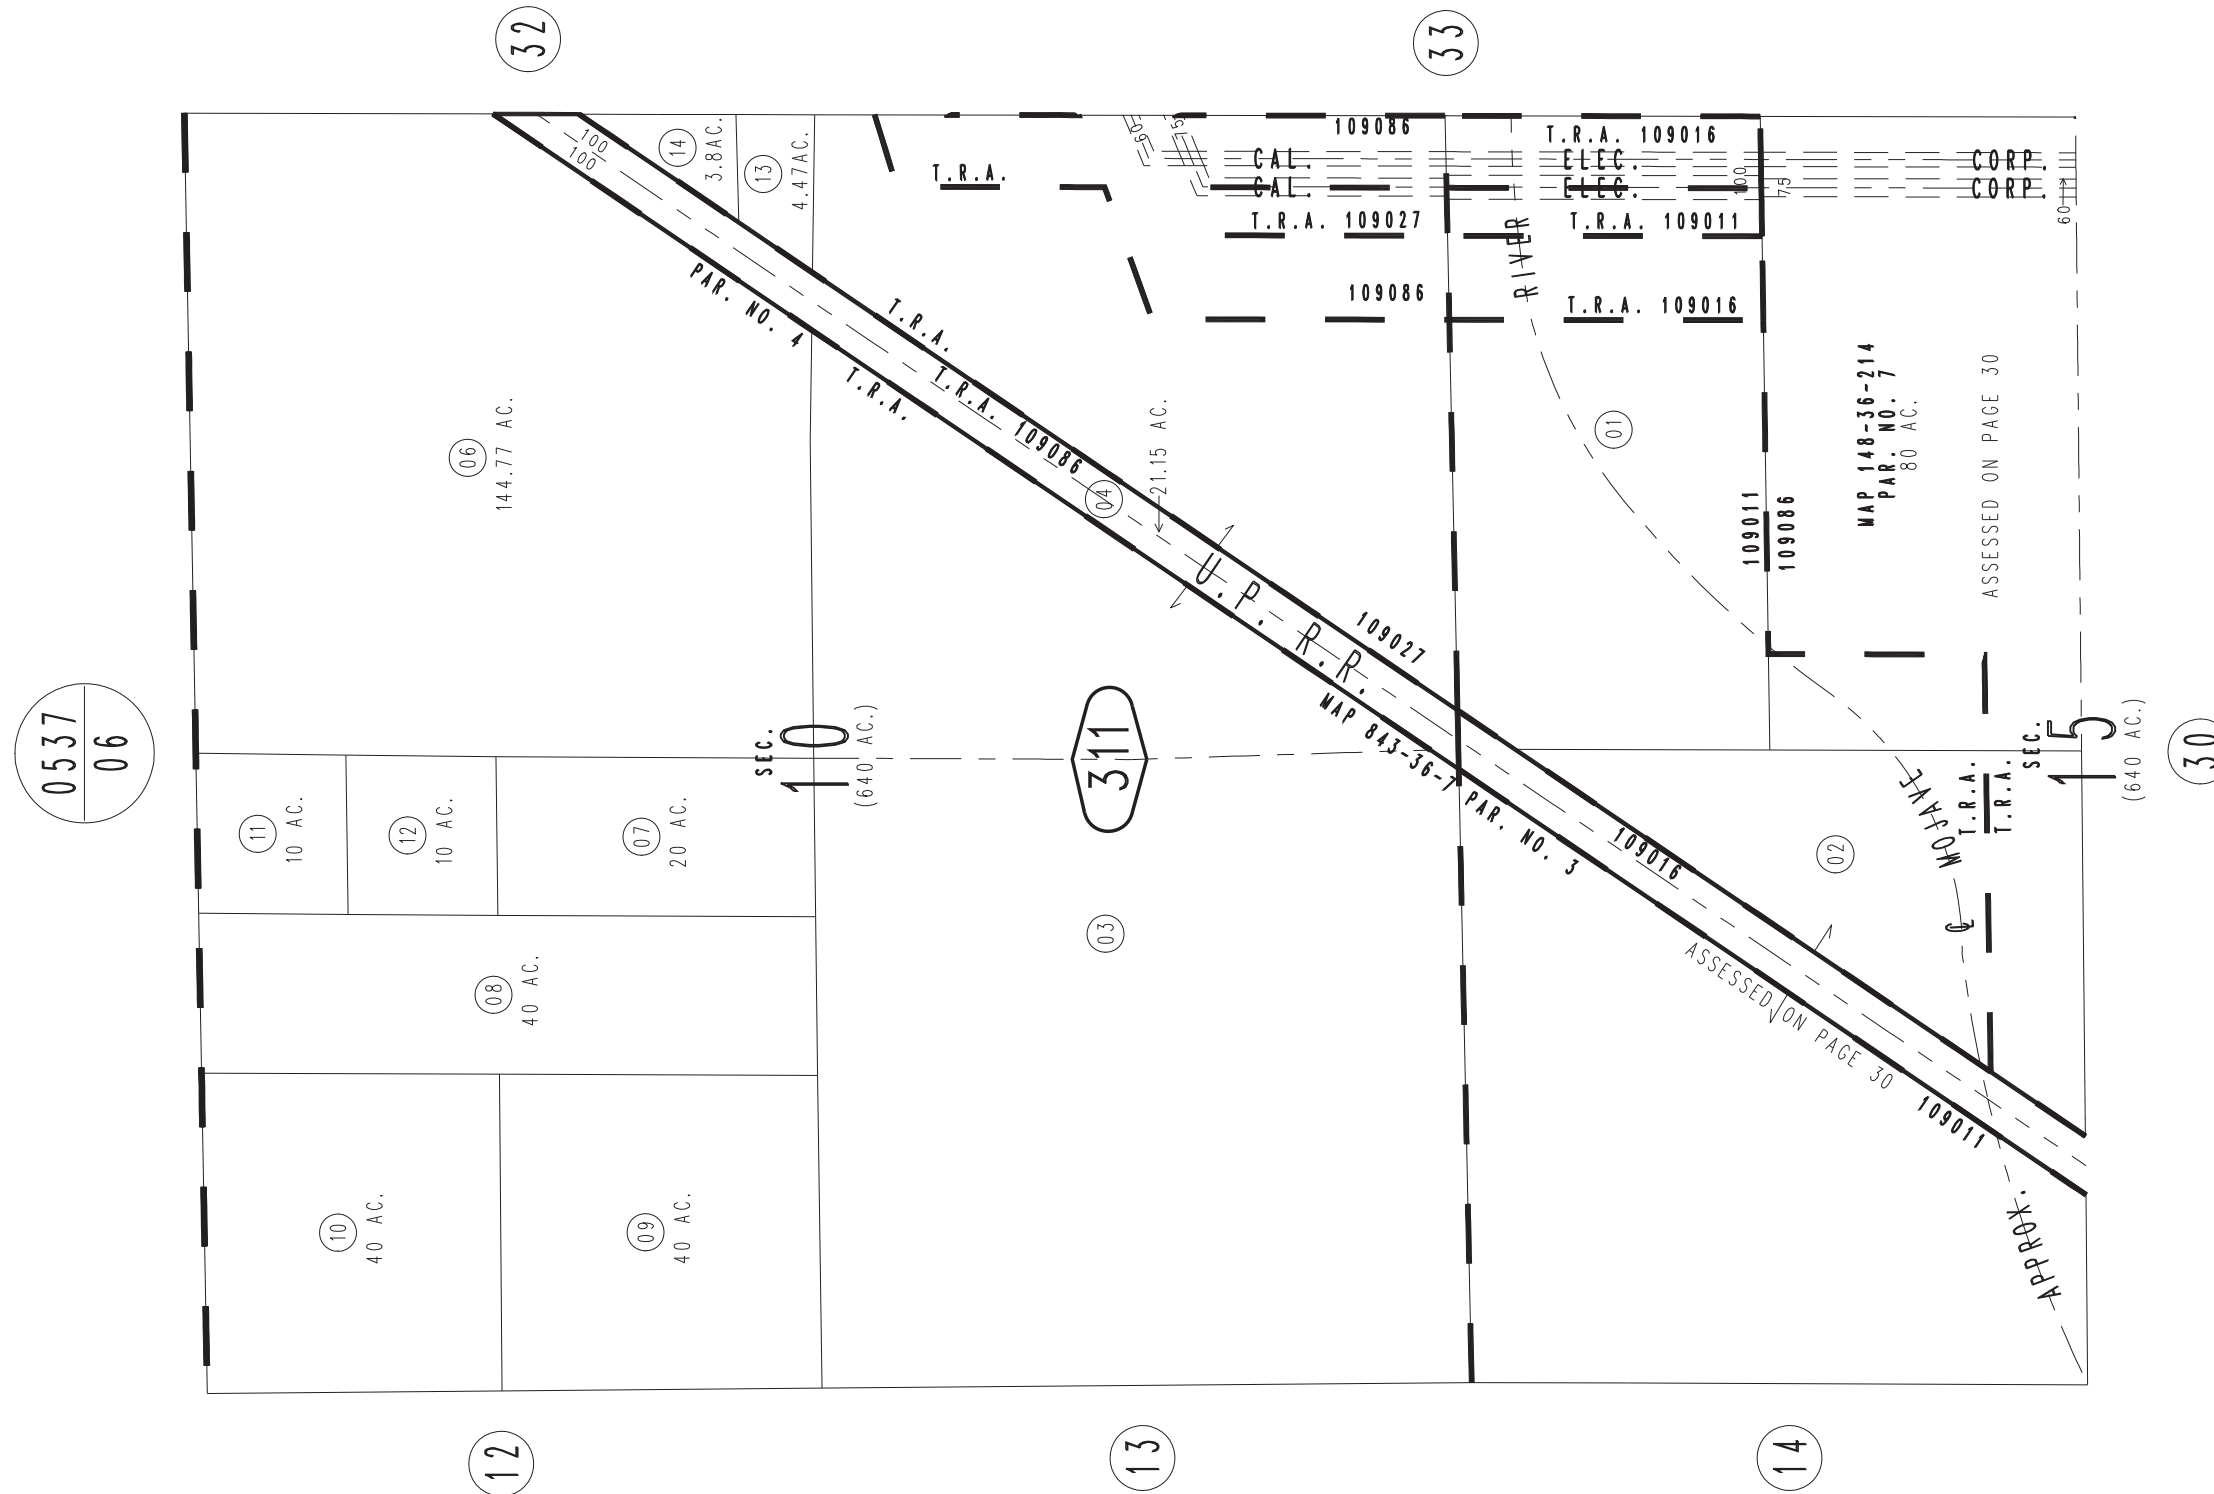 32
33
0537
06
14
3.8AC.
13
4.47AC.
100
100
T.R.A.
60
75
109086
T.R.A. 109016
CAL. ELEC. CORP.
CAL. ELEC. CORP.
100
75
60
T.R.A. 109027
T.R.A. 109011
109086
T.R.A. 109016
RIVER
PAR. NO. 4
T.R.A.
T.R.A.
T.R.A. 109086
06
144.77 AC.
04
21.15 AC.
01
109011
109086
MAP 148-36-214
PAR. NO. 7
80 AC.
ASSESSED ON PAGE 30
U.P. R.R.
109027
MAP 843-36-7 PAR. NO. 3
SEC.
10
(640 AC.)
311
SEC.
15
(640 AC.)
30
11
10 AC.
12
10 AC.
07
20 AC.
109016
02
T.R.A.
T.R.A.
MOJAVE
03
08
40 AC.
ASSESSED ON PAGE 30
109011
APPROX. ℄
10
40 AC.
09
40 AC.
12
13
14